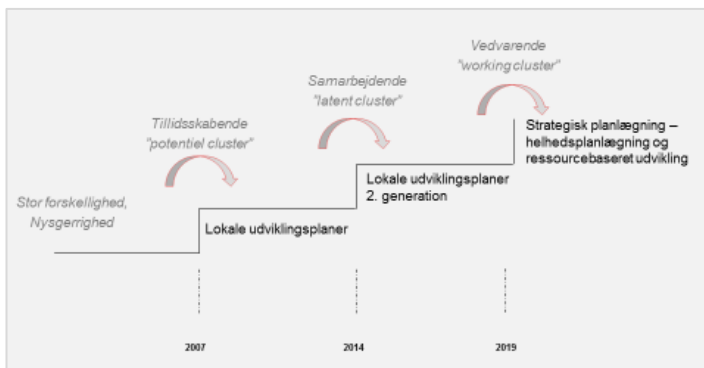 Vedvarende
"working cluster"
Samarbejdende
"latent cluster"
Tillidsskabende
"potentiel cluster"
Stor forskellighed,
Nysgerrighed
Lokale udviklingsplaner
Lokale udviklingsplaner
2. generation
Strategisk planlægning –
helhedsplanlægning og
ressourcebaseret udvikling
2007
2014
2019